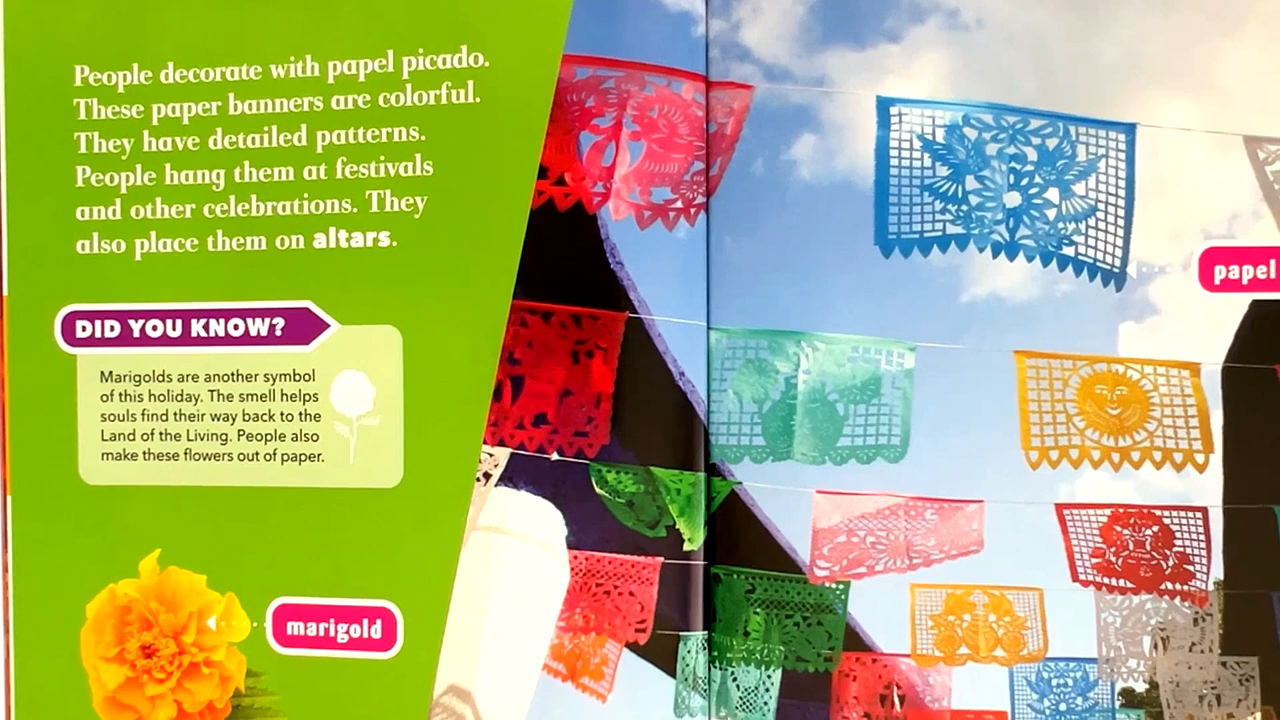 People decorate with papel picado.
These paper banners are colorful.
They have detailed patterns.
People hang them at festivals
and other celebrations. They
also place them on altars.
DID YOU KNOW?
Marigolds are another symbol
of this holiday. The smell helps
souls find their way back to the
Land of the Living. People also
make these flowers out of paper.
marigold
papel